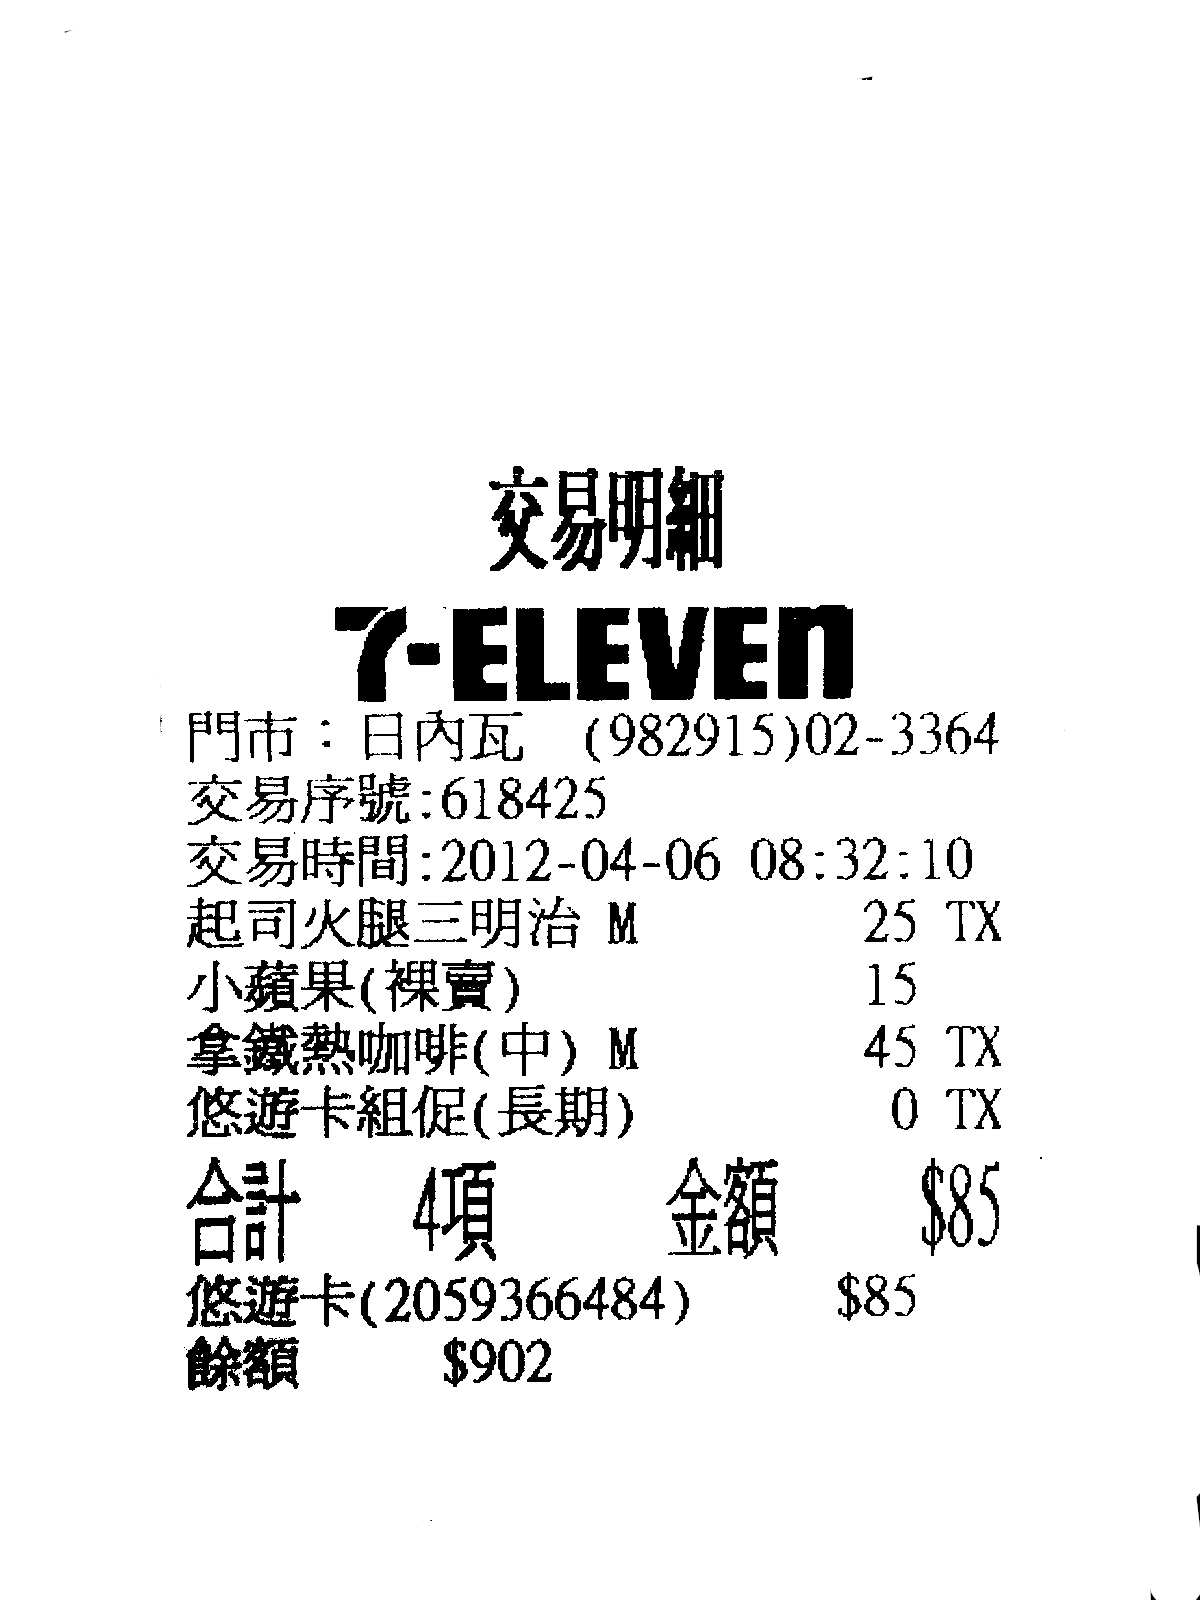 交易明細
7-ELEVEn
門市：日內瓦 (982915)02-3364
交易序號:618425
交易時間:2012-04-06 08:32:10
起司火腿三明治 M 25 TX
小蘋果(裸賣) 15
拿鐵熱咖啡(中) M 45 TX
悠遊卡組促(長期) 0 TX
合計 4項 金額 $85
悠遊卡(2059366484) $85
餘額 $902